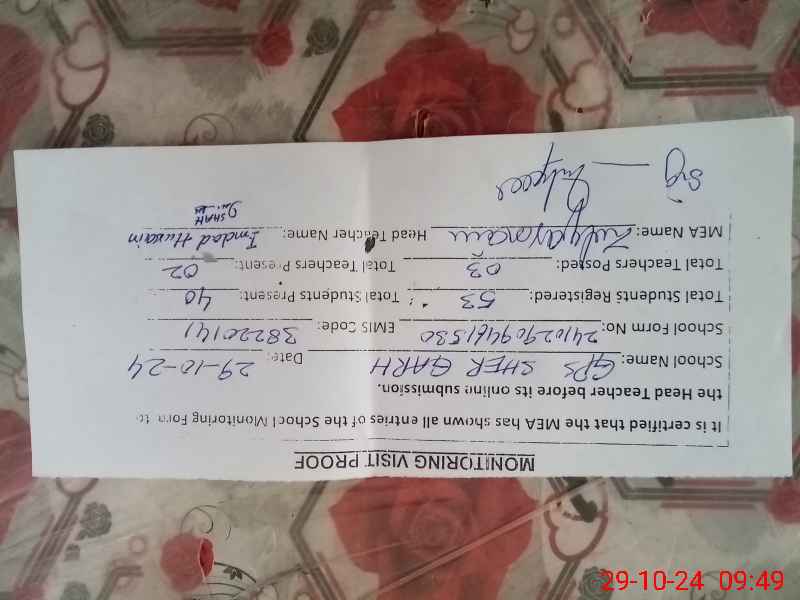 MONITORING VISIT PROOF
It is certified that the MEA has shown all entries of the School Monitoring Form to
the Head Teacher before its online submission.
School Name: GPS SHER GARH Date: 29-10-24
School Form No: EMIS Code: 38220141
Total Students Registered: 53 Total Students Present: 40
Total Teachers Posted: 03 Total Teachers Present: 02
MEA Name: Head Teacher Name: Imdad Hussain
SHAH
Sig
29-10-24 09:49